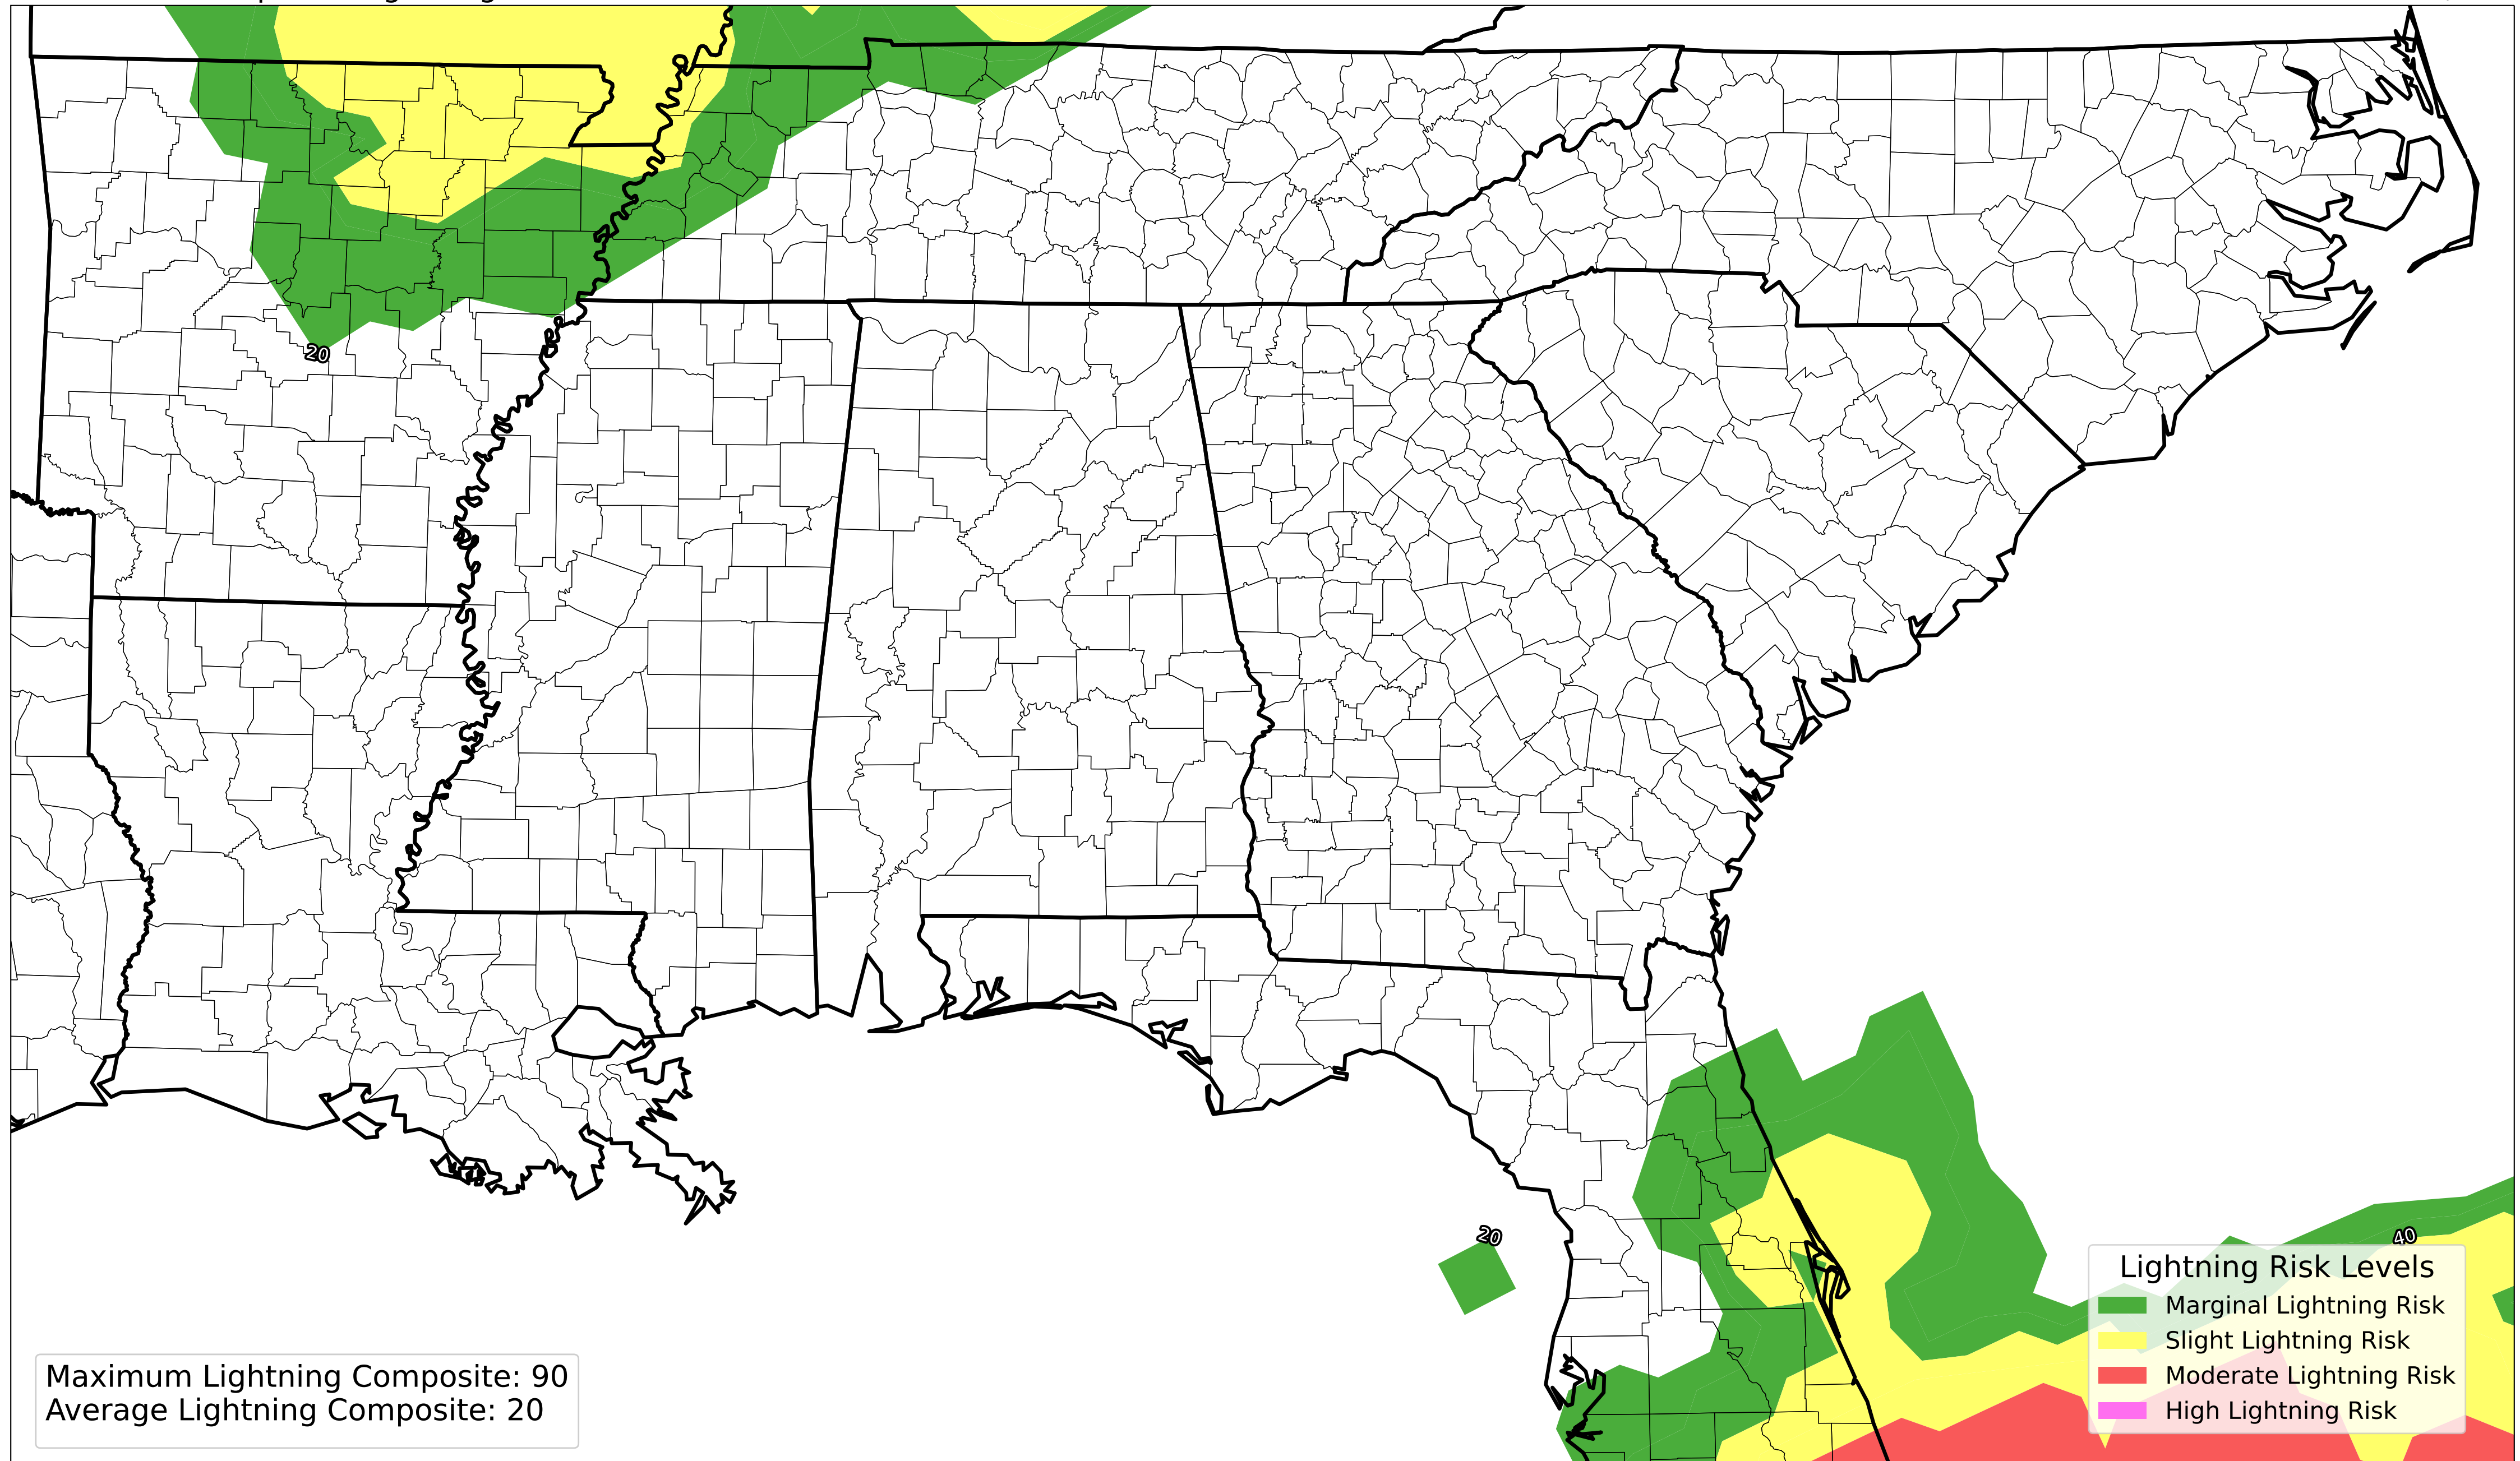 20
20
40
Lightning Risk Levels
Marginal Lightning Risk
Slight Lightning Risk
Moderate Lightning Risk
High Lightning Risk
Maximum Lightning Composite: 90
Average Lightning Composite: 20